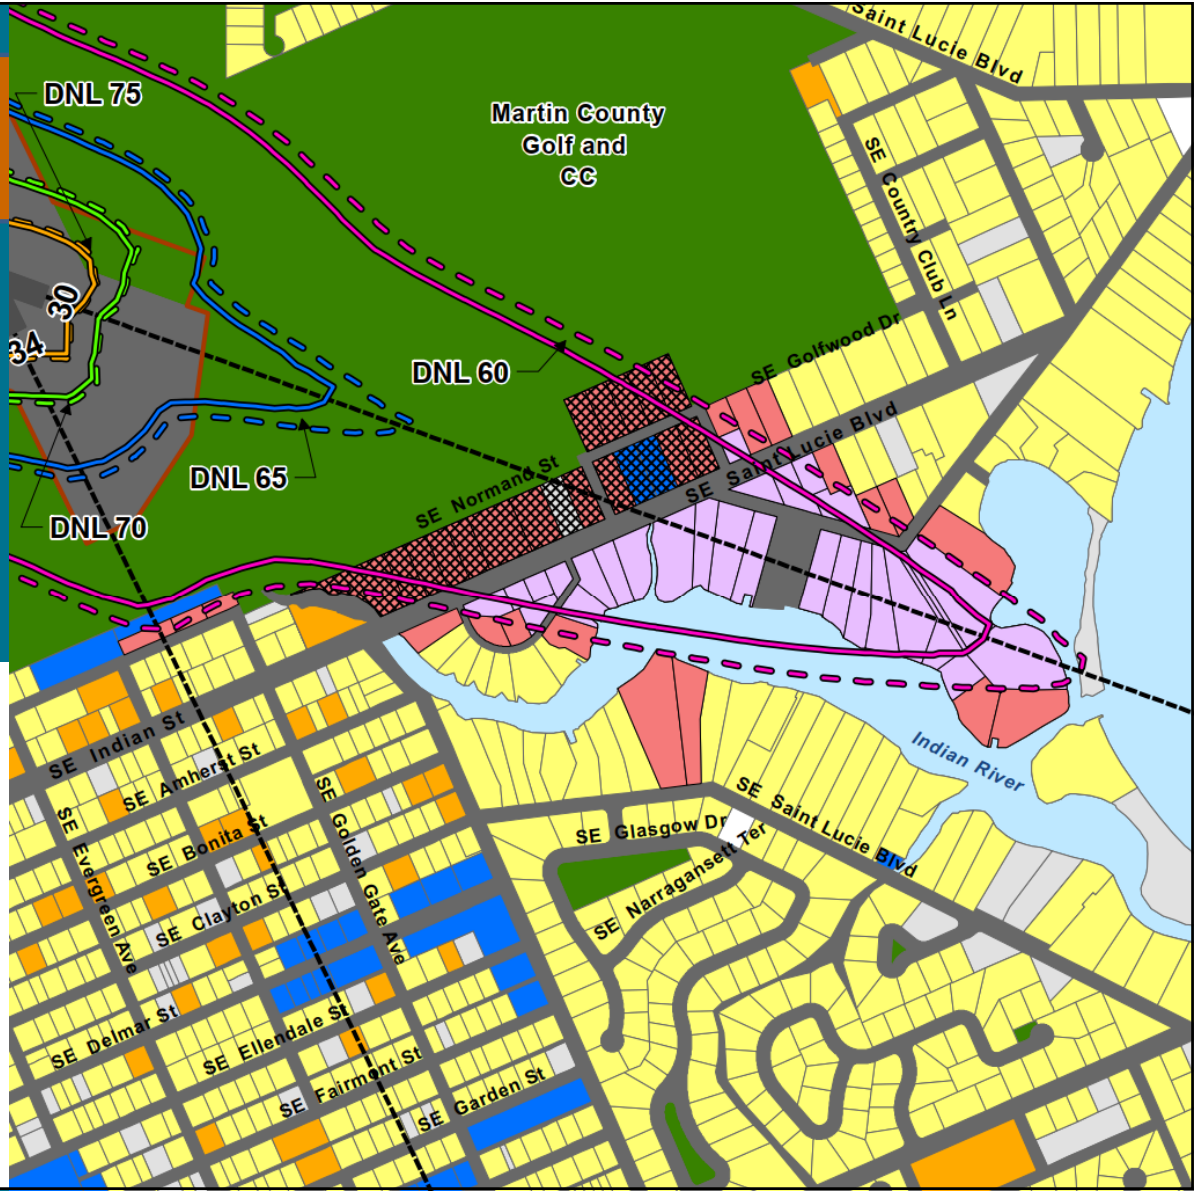 Saint Lucie Blvd
DNL 75
Martin County
Golf and
CC
SE Country Club Ln
30
34
SE Golfwood Dr
DNL 60
SE Saint Lucie Blvd
SE Normand St
DNL 65
DNL 70
SE Indian St
Indian River
SE Amherst St
SE Saint Lucie Blvd
SE Glasgow Dr
SE Bonita St
SE Evergreen Ave
SE Golden Gate Ave
SE Narragansett Ter
SE Clayton St
SE Delmar St
SE Ellendale St
SE Fairmont St
SE Garden St